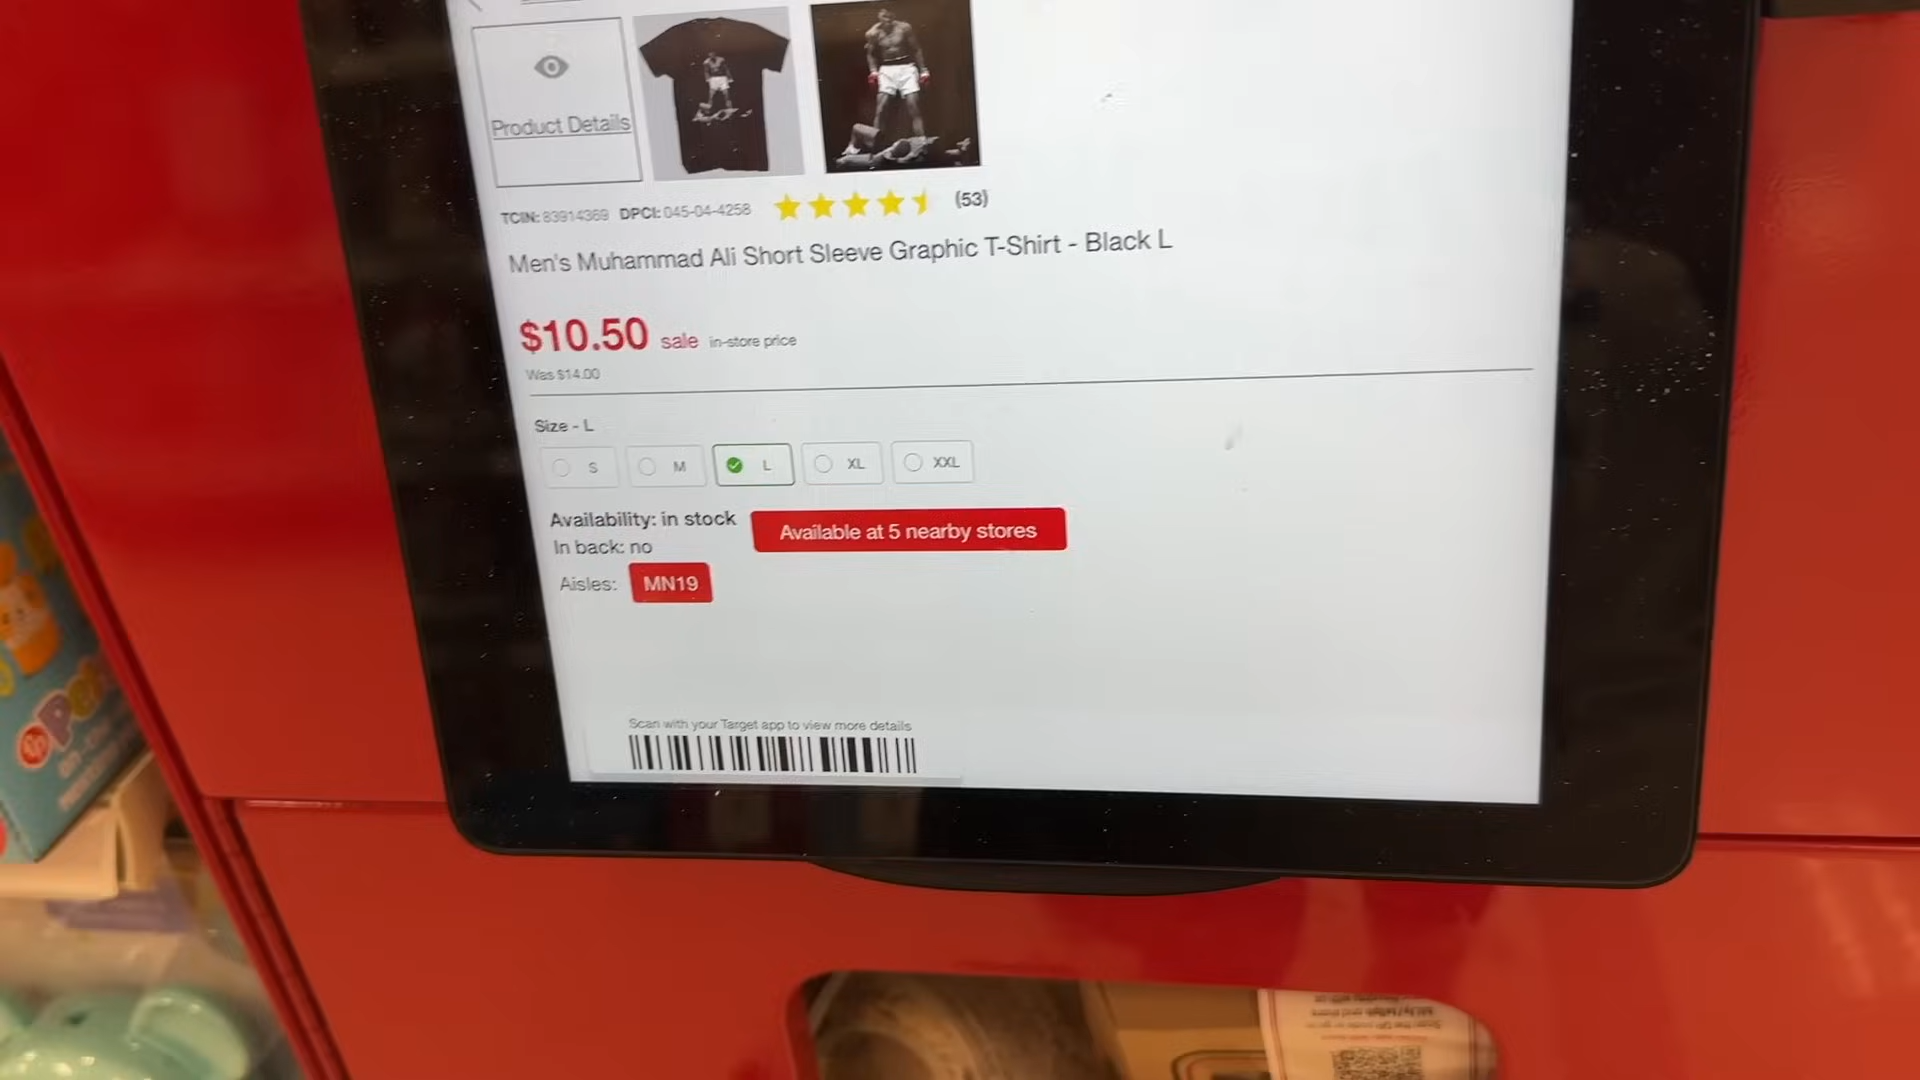 Product Details
TCIN: 83914369 DPCI: 045-04-4258 (53)
Men's Muhammad Ali Short Sleeve Graphic T-Shirt - Black L
$10.50 sale in-store price
Was $14.00
Size - L
S M L XL XXL
Availability: in stock
Available at 5 nearby stores
In back: no
Aisles: MN19
Scan with your Target app to view more details